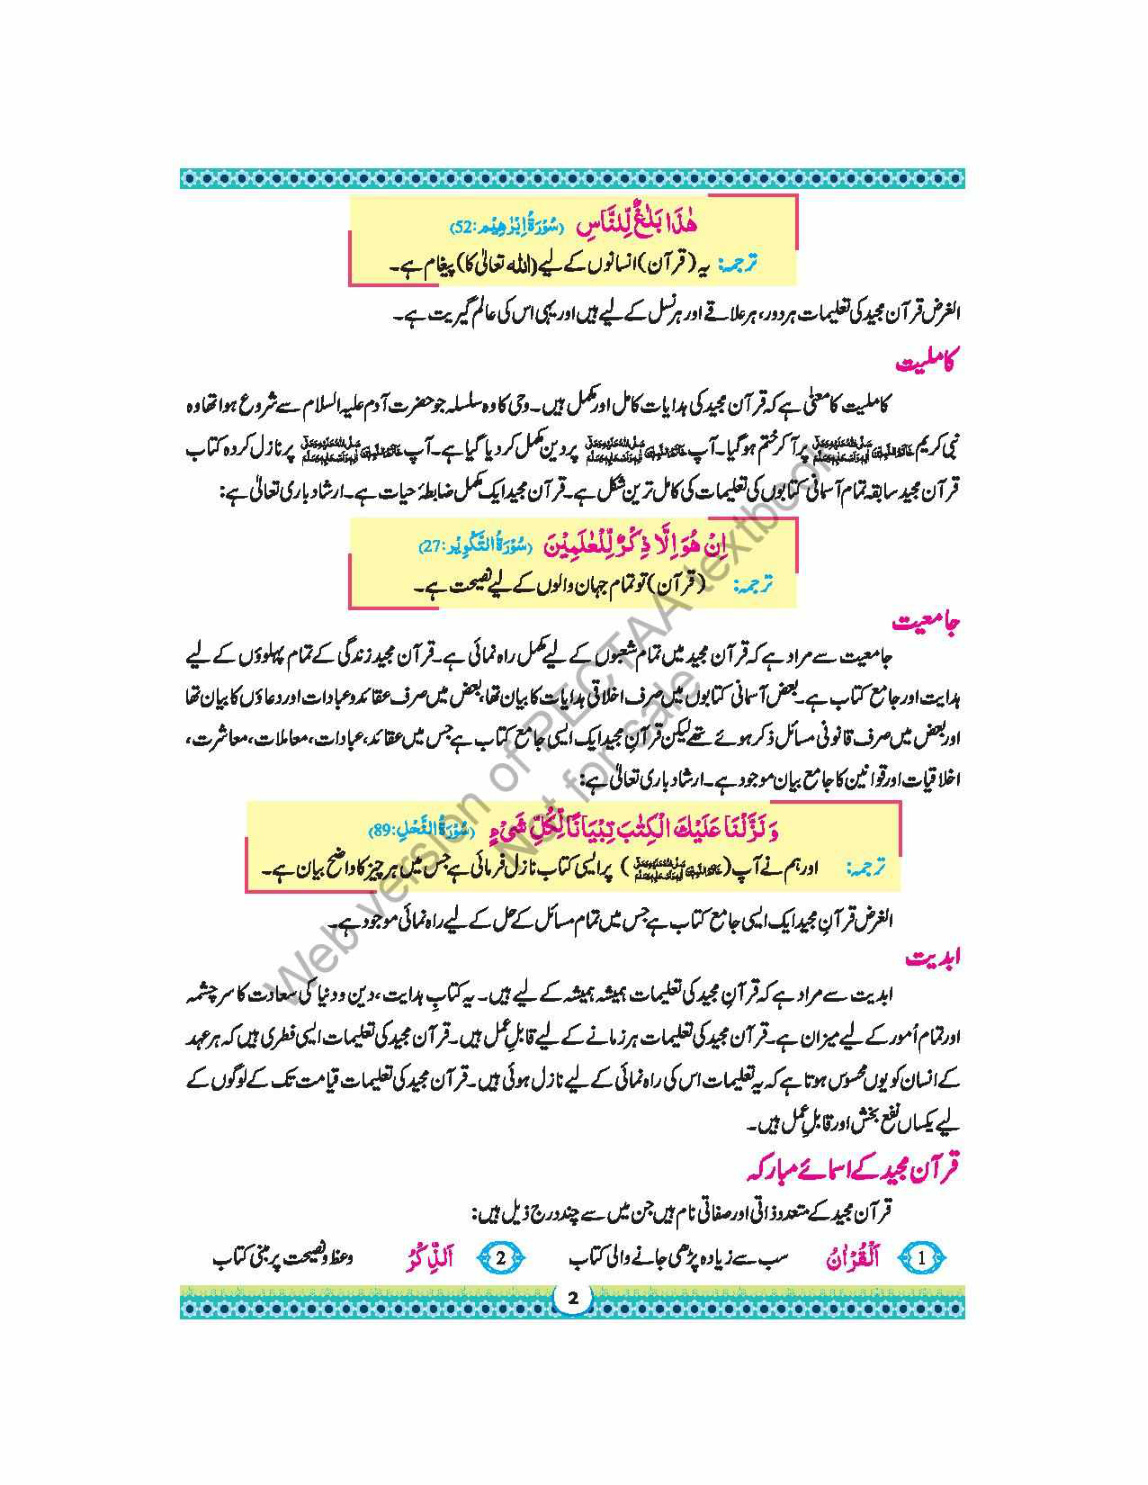 هٰذَا بَلٰغٌ لِّلنَّاسِ (سُوْرَۃُ اِبْرٰهِيْم:52)
ترجمہ: یہ (قرآن) انسانوں کے لیے (اللہ تعالیٰ کا) پیغام ہے۔
الغرض قرآن مجید کی تعلیمات ہر دور، ہر علاقے اور ہر نسل کے لیے ہیں اور یہی اس کی عالم گیریت ہے۔
کاملیت
کاملیت کا معنیٰ ہے کہ قرآن مجید کی ہدایات کامل اور مکمل ہیں۔ وحی کا وہ سلسلہ جو حضرت آدم علیہ السلام سے شروع ہوا تھا وہ
نبی کریم خَاتَمُ النَّبِیّٖنَ ﷺ پر آ کر ختم ہو گیا۔ آپ خَاتَمُ النَّبِیّٖنَ ﷺ پر دین مکمل کر دیا گیا ہے۔ آپ خَاتَمُ النَّبِیّٖنَ ﷺ پر نازل کردہ کتاب
قرآن مجید سابقہ تمام آسمانی کتابوں کی تعلیمات کی کامل ترین شکل ہے۔ قرآن مجید ایک مکمل ضابطۂ حیات ہے۔ ارشاد باری تعالیٰ ہے:
اِنْ هُوَ اِلَّا ذِكْرٌ لِّلْعٰلَمِيْنَ (سُوْرَۃُ التَّكْوِيْر:27)
ترجمہ: (قرآن) تو تمام جہان والوں کے لیے نصیحت ہے۔
جامعیت
جامعیت سے مراد ہے کہ قرآن مجید میں تمام شعبوں کے لیے مکمل راہ نمائی ہے۔ قرآن مجید زندگی کے تمام پہلوؤں کے لیے
ہدایت اور جامع کتاب ہے۔ بعض آسمانی کتابوں میں صرف اخلاقی ہدایات کا بیان تھا، بعض میں صرف عقائد و عبادات اور دعاؤں کا بیان تھا
اور بعض میں صرف قانونی مسائل ذکر ہوئے تھے لیکن قرآنِ مجید ایک ایسی جامع کتاب ہے جس میں عقائد، عبادات، معاملات، معاشرت،
اخلاقیات اور قوانین کا جامع بیان موجود ہے۔ ارشاد باری تعالیٰ ہے:
وَ نَزَّلْنَا عَلَيْكَ الْكِتٰبَ تِبْيَانًا لِّكُلِّ شَيْءٍ (سُوْرَۃُ النَّحْل:89)
ترجمہ: اور ہم نے آپ (خَاتَمُ النَّبِیّٖنَ ﷺ) پر ایسی کتاب نازل فرمائی ہے جس میں ہر چیز کا واضح بیان ہے۔
الغرض قرآنِ مجید ایک ایسی جامع کتاب ہے جس میں تمام مسائل کے حل کے لیے راہ نمائی موجود ہے۔
ابدیت
ابدیت سے مراد ہے کہ قرآنِ مجید کی تعلیمات ہمیشہ ہمیشہ کے لیے ہیں۔ یہ کتابِ ہدایت، دین و دنیا کی سعادت کا سرچشمہ
اور تمام اُمور کے لیے میزان ہے۔ قرآن مجید کی تعلیمات ہر زمانے کے لیے قابلِ عمل ہیں۔ قرآن مجید کی تعلیمات ایسی فطری ہیں کہ ہر عہد
کے انسان کو یوں محسوس ہوتا ہے کہ یہ تعلیمات اس کی راہ نمائی کے لیے نازل ہوئی ہیں۔ قرآن مجید کی تعلیمات قیامت تک کے لوگوں کے
لیے یکساں نفع بخش اور قابلِ عمل ہیں۔
قرآن مجید کے اسمائے مبارکہ
قرآن مجید کے متعدد ذاتی اور صفاتی نام ہیں جن میں سے چند درج ذیل ہیں:
1 اَلْقُرْاٰنُ سب سے زیادہ پڑھی جانے والی کتاب 2 اَلذِّكْرُ وعظ و نصیحت پر مبنی کتاب
2
Web version of PECTAA textbook
Not for sale